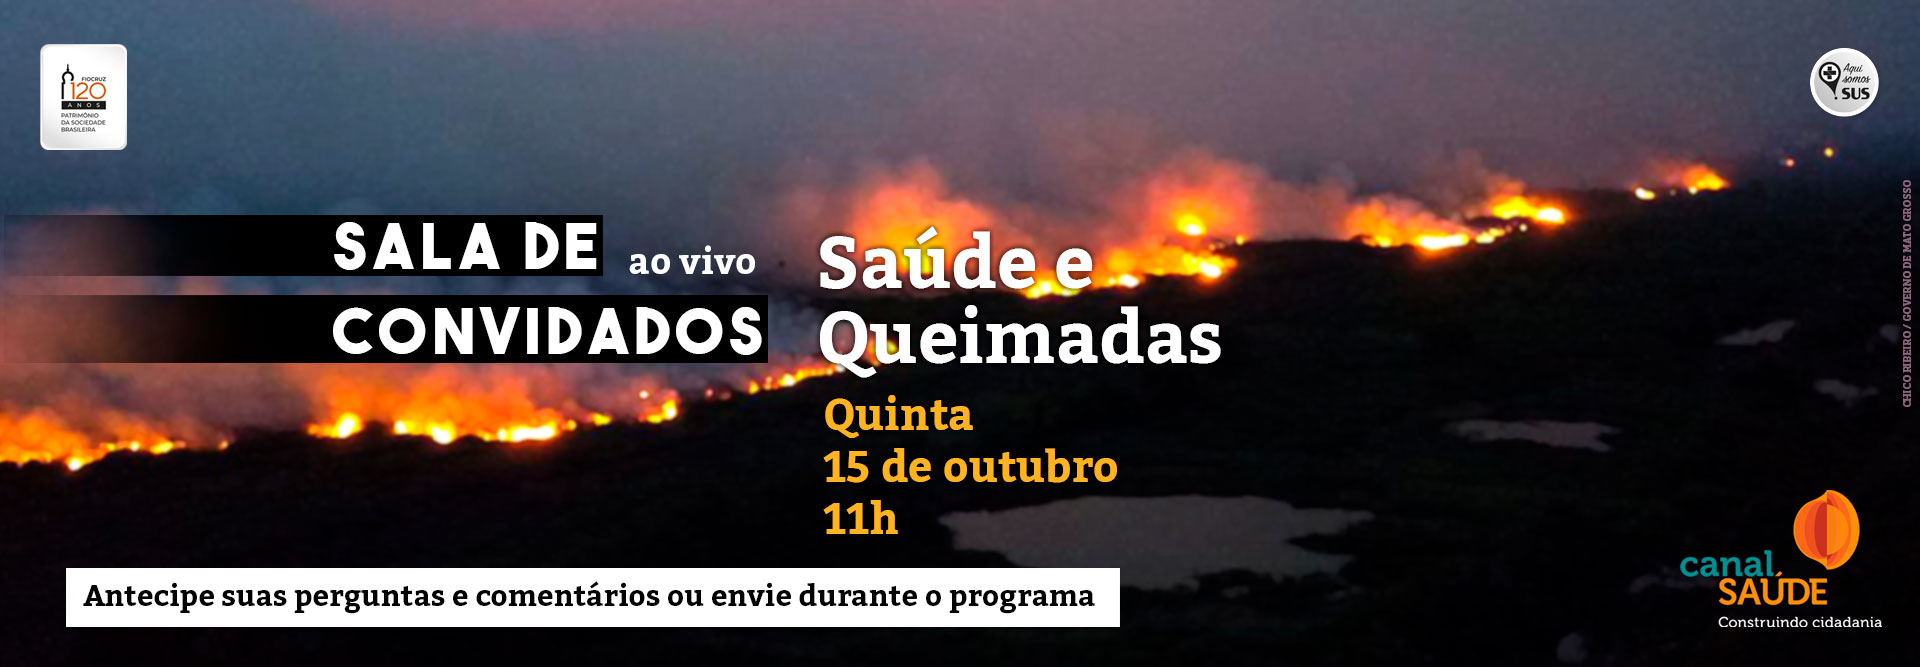 FIOCRUZ
120
ANOS
PATRIMÔNIO
DA SOCIEDADE
BRASILEIRA
Aqui
somos
SUS
SALA DE
ao vivo
CONVIDADOS
Saúde e
Queimadas
Quinta
15 de outubro
11h
Antecipe suas perguntas e comentários ou envie durante o programa
canal
SAÚDE
Construindo cidadania
CHICO RIBEIRO / GOVERNO DE MATO GROSSO